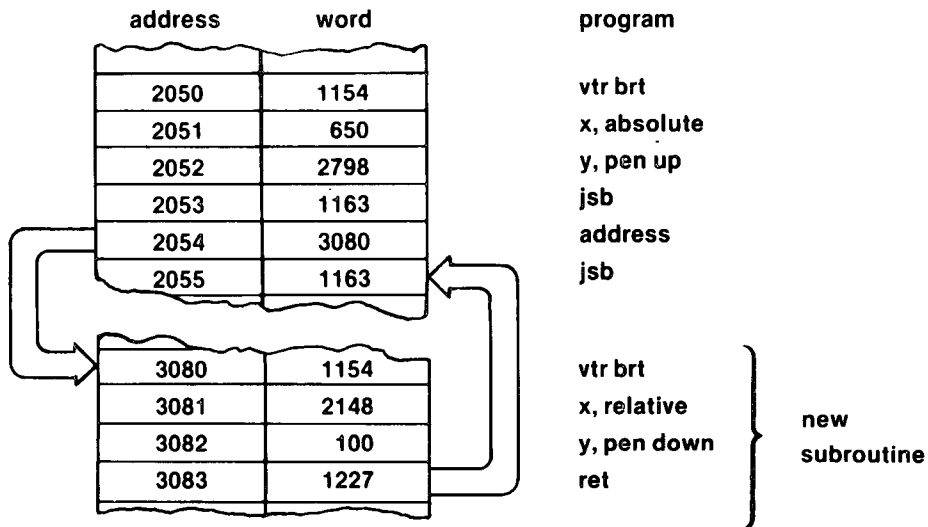 address word program
2050 1154 vtr brt
2051 650 x, absolute
2052 2798 y, pen up
2053 1163 jsb
2054 3080 address
2055 1163 jsb
3080 1154 vtr brt
3081 2148 x, relative
3082 100 y, pen down
3083 1227 ret
new
subroutine